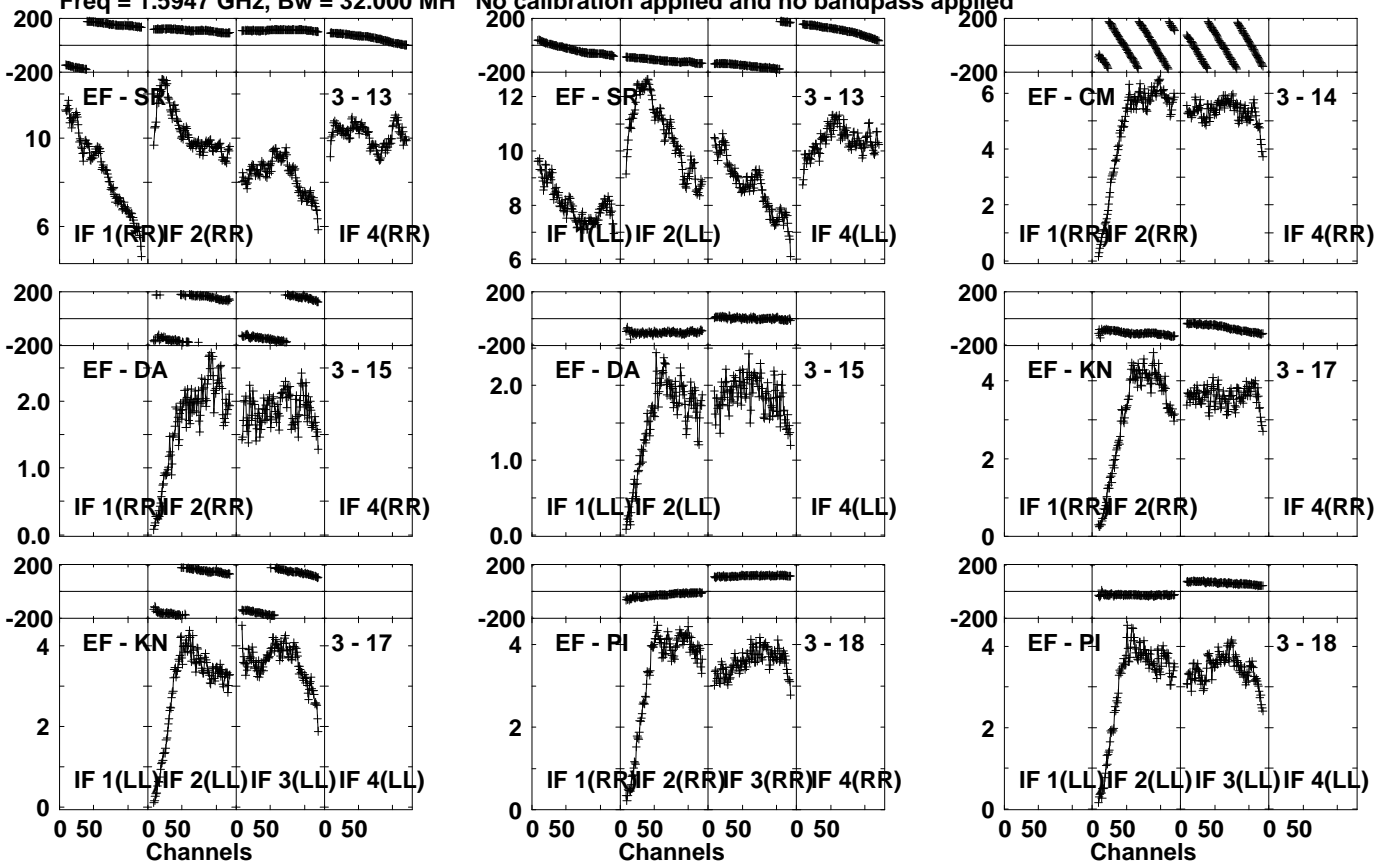 Freq = 1.5947 GHz, Bw = 32.000 MH No calibration applied and no bandpass applied
200 200 200
-200 -200 -200
EF - SR 3 - 13 EF - SR 3 - 13 EF - CM 3 - 14
12 6
10 10 4
8 2
6 6 0
IF 1(RR) IF 2(RR) IF 4(RR) IF 1(LL) IF 2(LL) IF 4(LL) IF 1(RR) IF 2(RR) IF 4(RR)
200 200 200
-200 -200 -200
EF - DA 3 - 15 EF - DA 3 - 15 EF - KN 3 - 17
2.0 2.0 4
1.0 1.0 2
IF 1(RR) IF 2(RR) IF 4(RR) IF 1(LL) IF 2(LL) IF 4(LL) IF 1(RR) IF 2(RR) IF 4(RR)
0.0 0.0 0
200 200 200
-200 -200 -200
EF - KN 3 - 17 EF - PI 3 - 18 EF - PI 3 - 18
4 4 4
2 2 2
IF 1(LL) IF 2(LL) IF 3(LL) IF 4(LL) IF 1(RR) IF 2(RR) IF 3(RR) IF 4(RR) IF 1(LL) IF 2(LL) IF 3(LL) IF 4(LL)
0 0 0
0 50 0 50 0 50 0 50 0 50 0 50 0 50 0 50 0 50 0 50 0 50 0 50
Channels Channels Channels